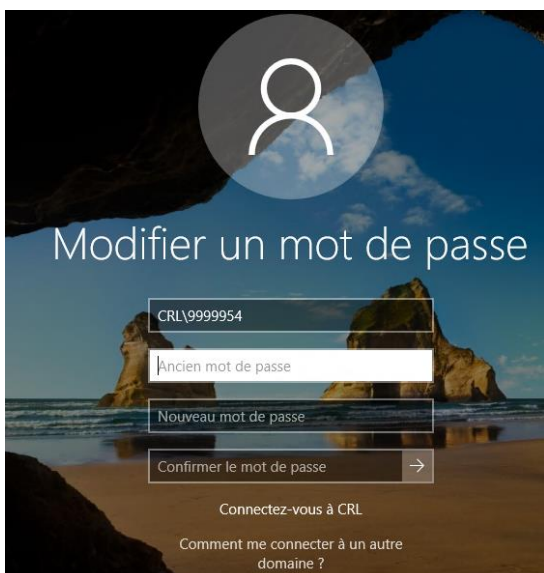 Modifier un mot de passe
CRL\9999954
Ancien mot de passe
Nouveau mot de passe
Confirmer le mot de passe
Connectez-vous à CRL
Comment me connecter à un autre
domaine ?